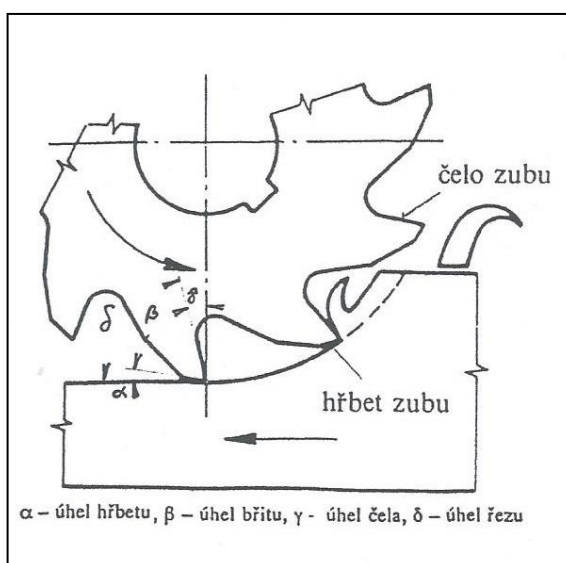 čelo zubu
γ
δ
β
α
hřbet zubu
α – úhel hřbetu, β – úhel břitu, γ - úhel čela, δ – úhel řezu